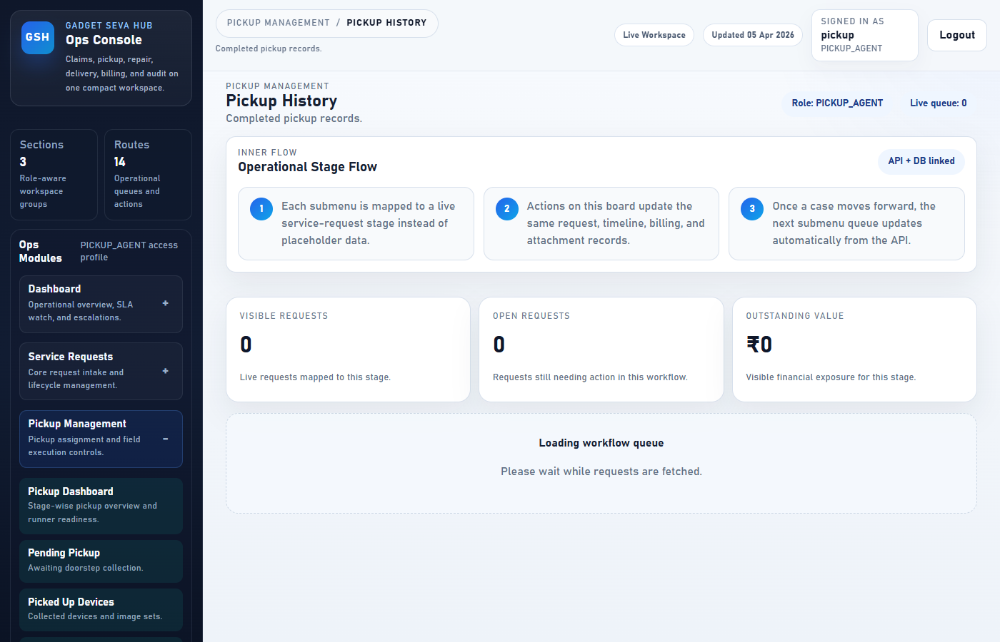 GSH
GADGET SEVA HUB
Ops Console
Claims, pickup, repair,
delivery, billing, and audit on
one compact workspace.
Sections
3
Role-aware
workspace
groups
Routes
14
Operational
queues and
actions
Ops
Modules
PICKUP_AGENT access
profile
Dashboard
Operational overview, SLA
watch, and escalations.
+
Service Requests
Core request intake and
lifecycle management.
+
Pickup Management
Pickup assignment and field
execution controls.
-
Pickup Dashboard
Stage-wise pickup overview and
runner readiness.
Pending Pickup
Awaiting doorstep collection.
Picked Up Devices
Collected devices and image sets.
PICKUP MANAGEMENT / PICKUP HISTORY
Completed pickup records.
Live Workspace
Updated 05 Apr 2026
SIGNED IN AS
pickup
PICKUP_AGENT
Logout
PICKUP MANAGEMENT
Pickup History
Completed pickup records.
Role: PICKUP_AGENT
Live queue: 0
INNER FLOW
Operational Stage Flow
API + DB linked
1
Each submenu is mapped to a live
service-request stage instead of
placeholder data.
2
Actions on this board update the
same request, timeline, billing, and
attachment records.
3
Once a case moves forward, the
next submenu queue updates
automatically from the API.
VISIBLE REQUESTS
0
Live requests mapped to this stage.
OPEN REQUESTS
0
Requests still needing action in this workflow.
OUTSTANDING VALUE
₹0
Visible financial exposure for this stage.
Loading workflow queue
Please wait while requests are fetched.